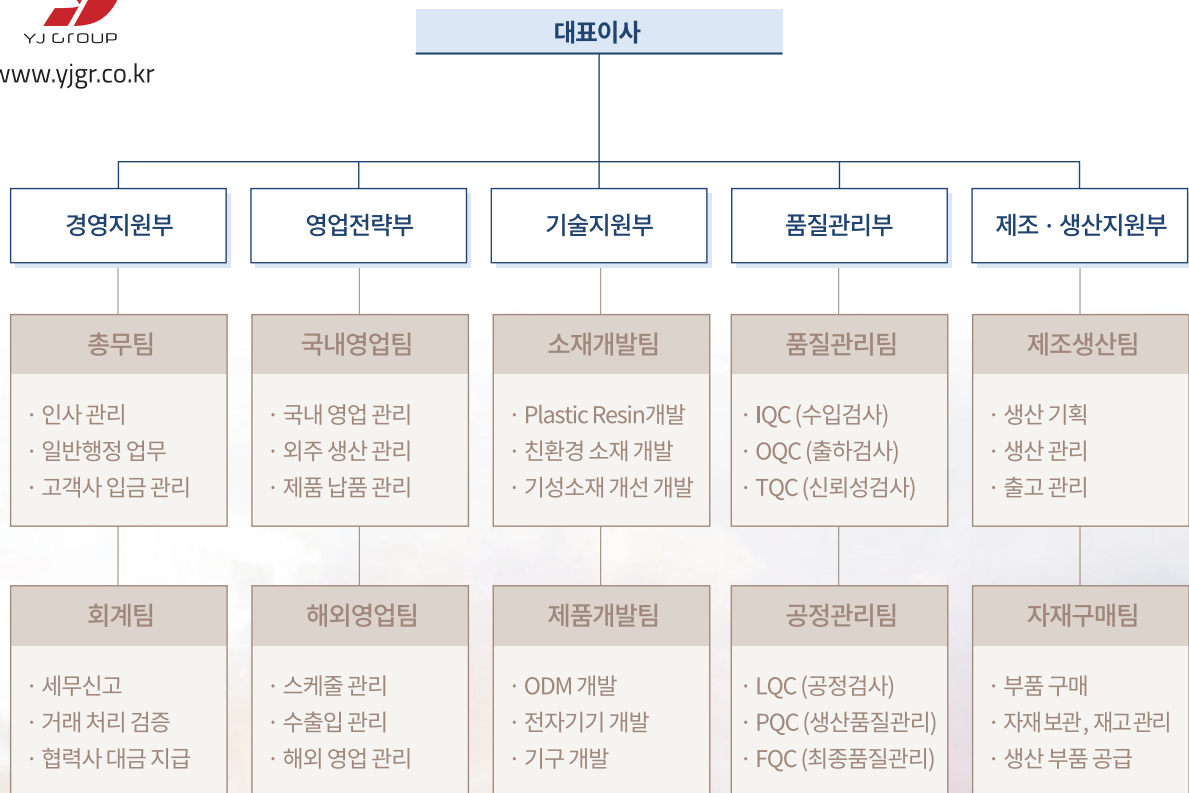 YJ GROUP
www.yjgr.co.kr
대표이사
경영지원부
영업전략부
기술지원부
품질관리부
제조 · 생산지원부
총무팀
· 인사 관리
· 일반행정 업무
· 고객사 입금 관리
국내영업팀
· 국내 영업 관리
· 외주 생산 관리
· 제품 납품 관리
소재개발팀
· Plastic Resin개발
· 친환경 소재 개발
· 기성소재 개선 개발
품질관리팀
· IQC (수입검사)
· OQC (출하검사)
· TQC (신뢰성검사)
제조생산팀
· 생산 기획
· 생산 관리
· 출고 관리
회계팀
· 세무신고
· 거래 처리 검증
· 협력사 대금 지급
해외영업팀
· 스케줄 관리
· 수출입 관리
· 해외 영업 관리
제품개발팀
· ODM 개발
· 전자기기 개발
· 기구 개발
공정관리팀
· LQC (공정검사)
· PQC (생산품질관리)
· FQC (최종품질관리)
자재구매팀
· 부품 구매
· 자재보관, 재고관리
· 생산 부품 공급